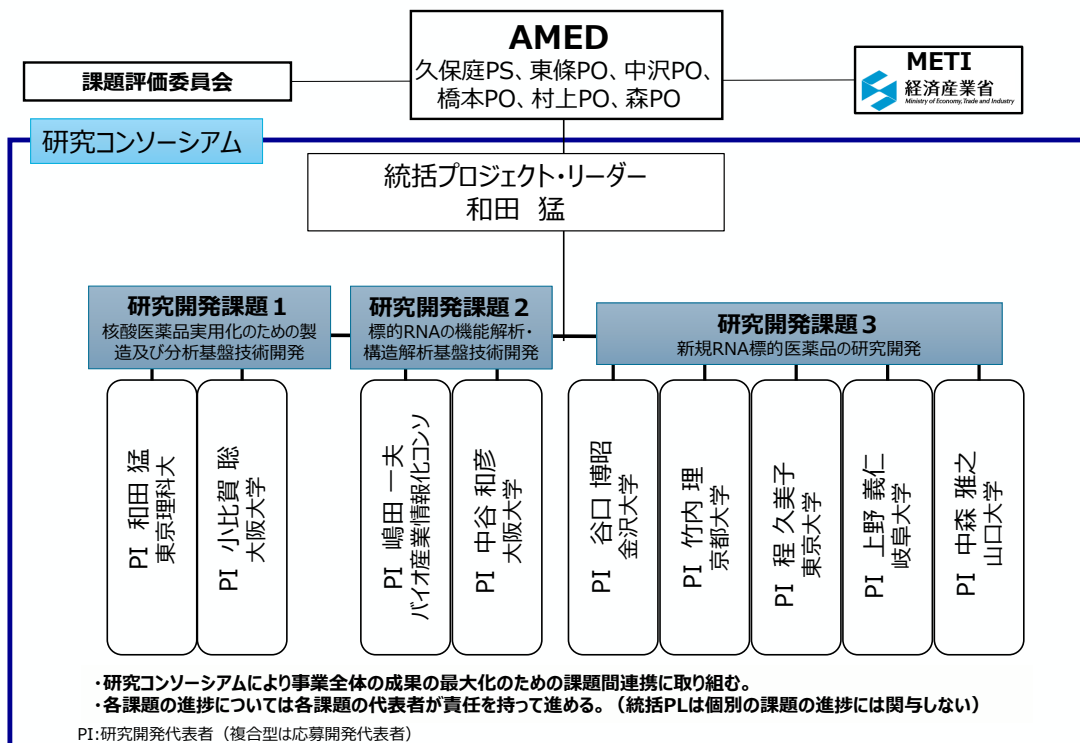 AMED
久保庭PS、東條PO、中沢PO、
橋本PO、村上PO、森PO
課題評価委員会
METI
経済産業省
Ministry of Economy, Trade and Industry
研究コンソーシアム
統括プロジェクト・リーダー
和田 猛
研究開発課題1
核酸医薬品実用化のための製
造及び分析基盤技術開発
研究開発課題2
標的RNAの機能解析・
構造解析基盤技術開発
研究開発課題3
新規RNA標的医薬品の研究開発
PI 和田 猛
東京理科大
PI 小比賀 聡
大阪大学
PI 嶋田 一夫
バイオ産業情報化コンソ
PI 中谷 和彦
大阪大学
PI 谷口 博昭
金沢大学
PI 竹内 理
京都大学
PI 程 久美子
東京大学
PI 上野 義仁
岐阜大学
PI 中森 雅之
山口大学
・研究コンソーシアムにより事業全体の成果の最大化のための課題間連携に取り組む。
・各課題の進捗については各課題の代表者が責任を持って進める。（統括PLは個別の課題の進捗には関与しない）
PI:研究開発代表者（複合型は応募開発代表者）